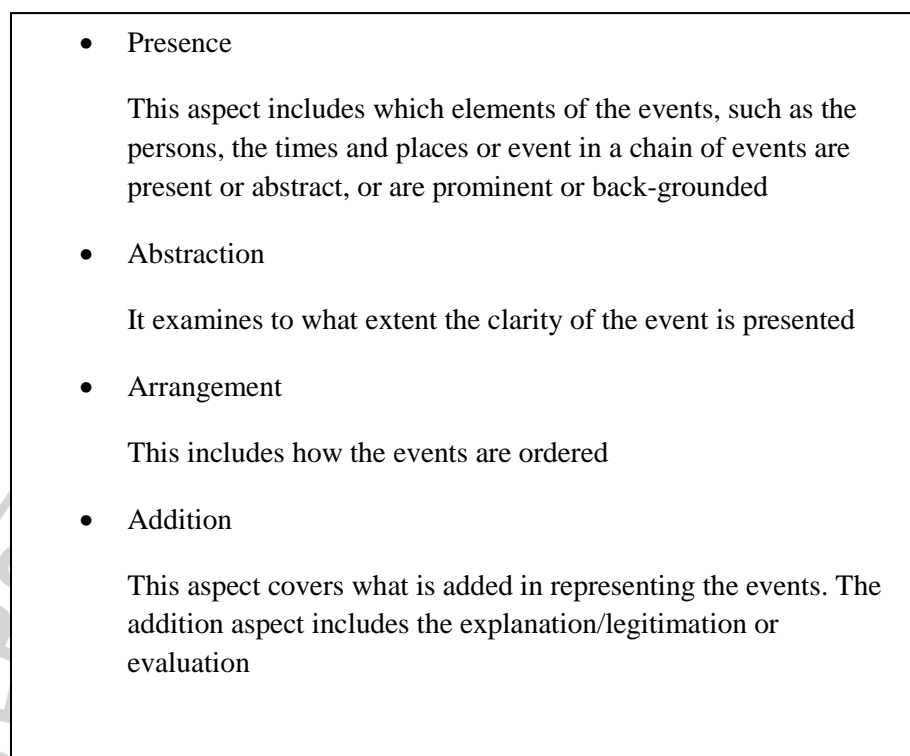 • Presence
This aspect includes which elements of the events, such as the
persons, the times and places or event in a chain of events are
present or abstract, or are prominent or back-grounded
• Abstraction
It examines to what extent the clarity of the event is presented
• Arrangement
This includes how the events are ordered
• Addition
This aspect covers what is added in representing the events. The
addition aspect includes the explanation/legitimation or
evaluation